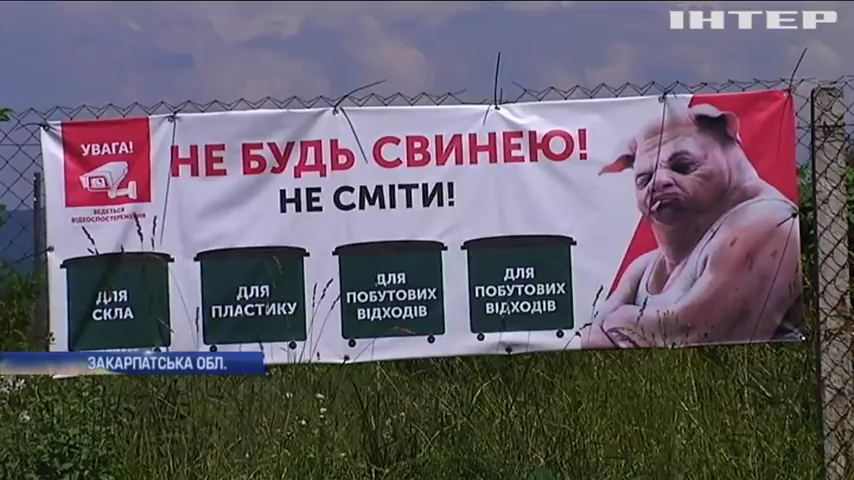 ІНТЕР
УВАГА!
ВЕДЕТЬСЯ
ВІДЕОСПОСТЕРЕЖЕННЯ
НЕ БУДЬ СВИНЕЮ!
НЕ СМІТИ!
ДЛЯ
СКЛА
ДЛЯ
ПЛАСТИКУ
ДЛЯ
ПОБУТОВИХ
ВІДХОДІВ
ДЛЯ
ПОБУТОВИХ
ВІДХОДІВ
ЗАКАРПАТСЬКА ОБЛ.